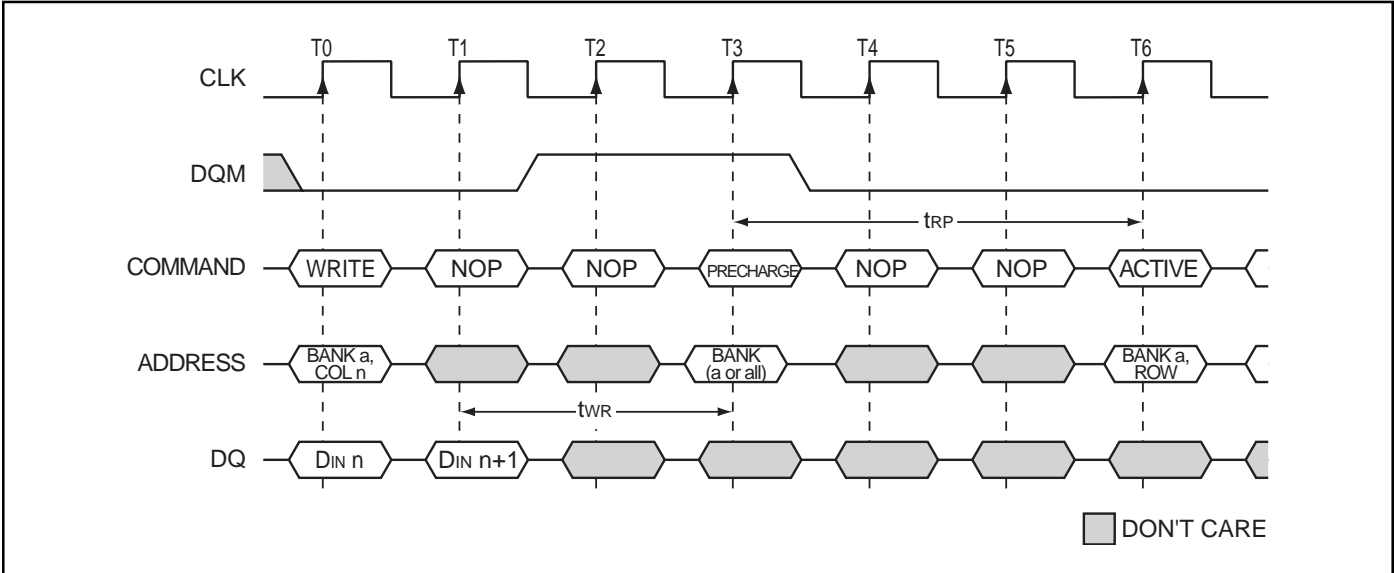 T0 T1 T2 T3 T4 T5 T6
CLK
DQM
tRP
COMMAND WRITE NOP NOP PRECHARGE NOP NOP ACTIVE
ADDRESS BANK a, COL n BANK (a or all) BANK a, ROW
tWR
DQ DIN n DIN n+1
DON'T CARE